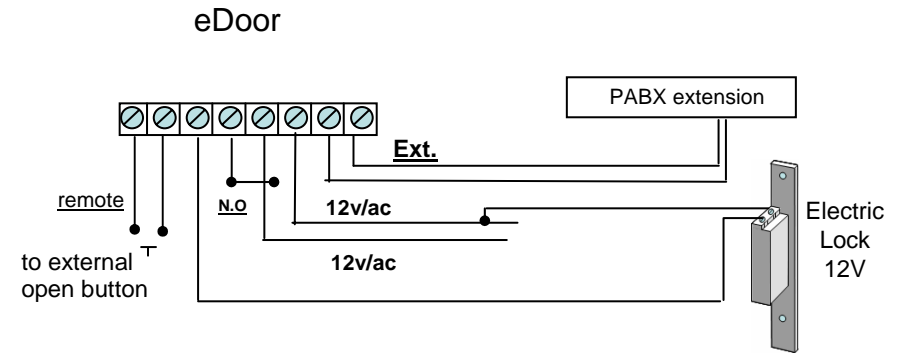 eDoor
PABX extension
Ext.
remote
N.O
12v/ac
Electric
Lock
12V
to external
open button
12v/ac